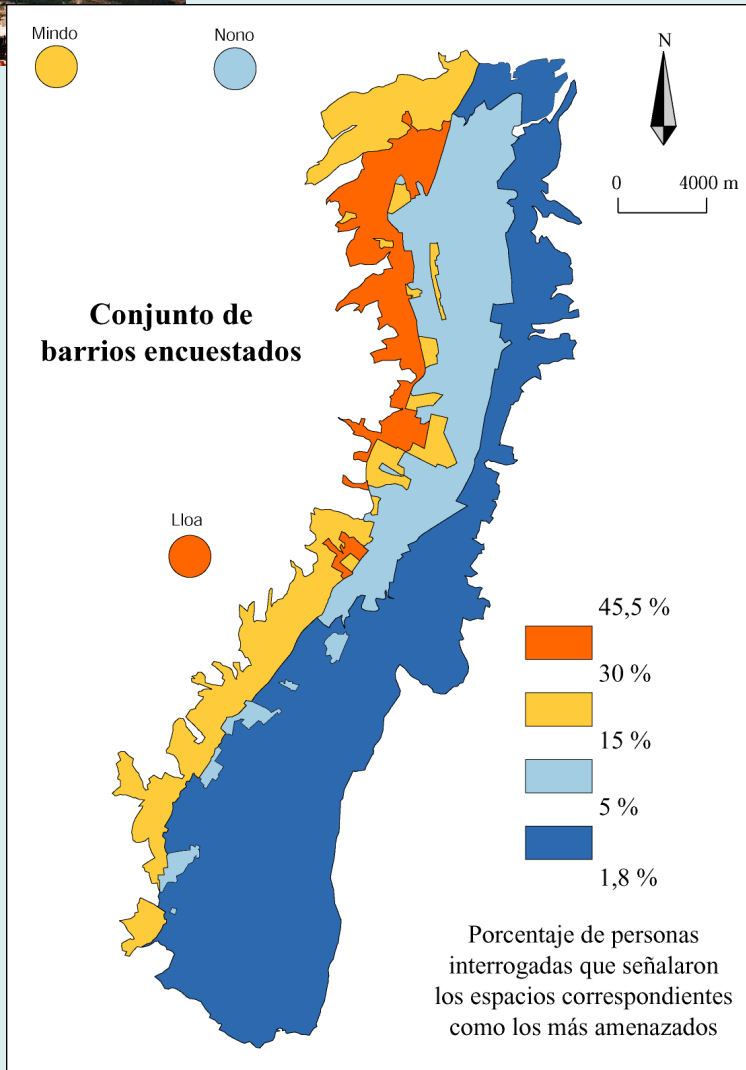 Mindo
Nono
N
0 4000 m
Conjunto de
barrios encuestados
Lloa
45,5 %
30 %
15 %
5 %
1,8 %
Porcentaje de personas
interrogadas que señalaron
los espacios correspondientes
como los más amenazados